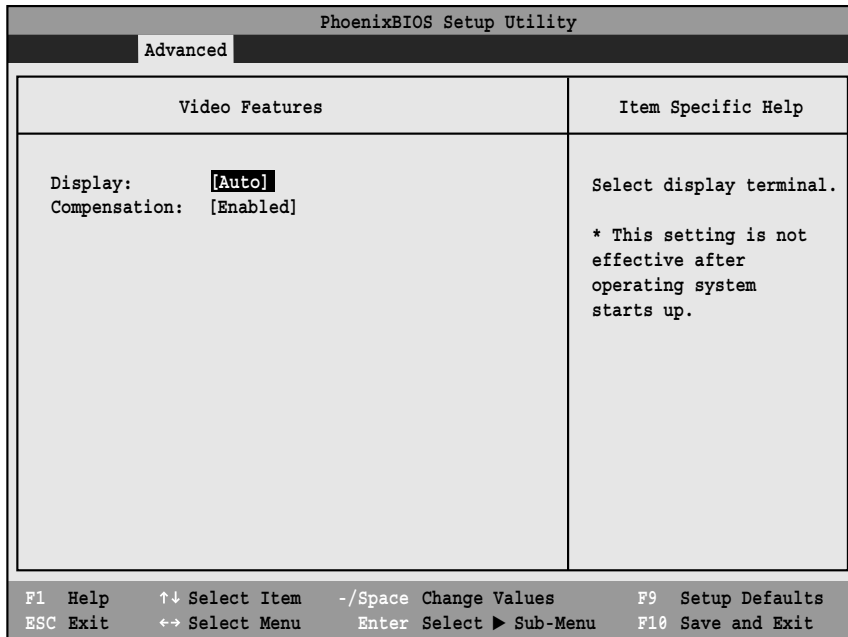 PhoenixBIOS Setup Utility
Advanced
Video Features
Item Specific Help
Display: [Auto]
Compensation: [Enabled]
Select display terminal.
* This setting is not
effective after
operating system
starts up.
F1 Help ↑↓ Select Item -/Space Change Values F9 Setup Defaults
ESC Exit ←→ Select Menu Enter Select ▶ Sub-Menu F10 Save and Exit